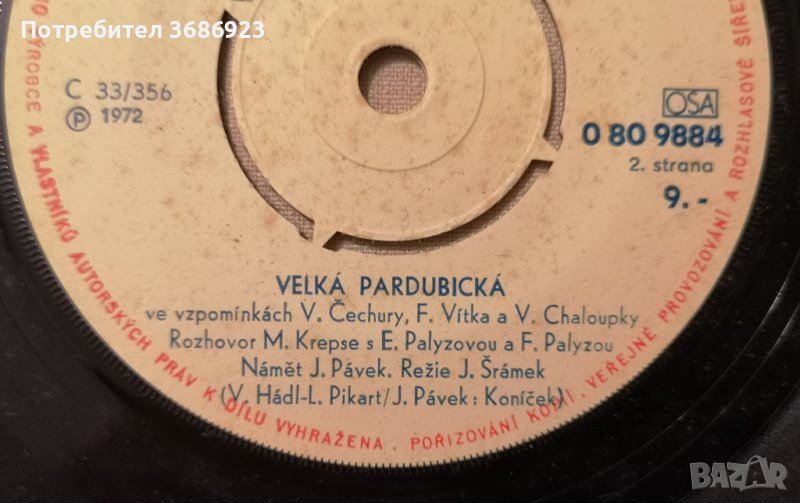 Потребител 3686923
C 33/356
Ⓟ 1972
OSA
0 80 9884
2. strana
9.-
VELKÁ PARDUBICKÁ
ve vzpomínkách V. Čechury, F. Vítka a V. Chaloupky
Rozhovor M. Krepse s E. Palyzovou a F. Palyzou
Námět J. Pávek. Režie J. Šrámek
(V. Hádl-L. Pikart/J. Pávek: Koníček)
VÝROBCE A VLASTNÍKŮ AUTORSKÝCH PRÁV K DÍLU VYHRAŽENA. POŘIZOVÁNÍ KOPIÍ, VEŘEJNÉ PROVOZOVÁNÍ A ROZHLASOVÉ
BAZAR